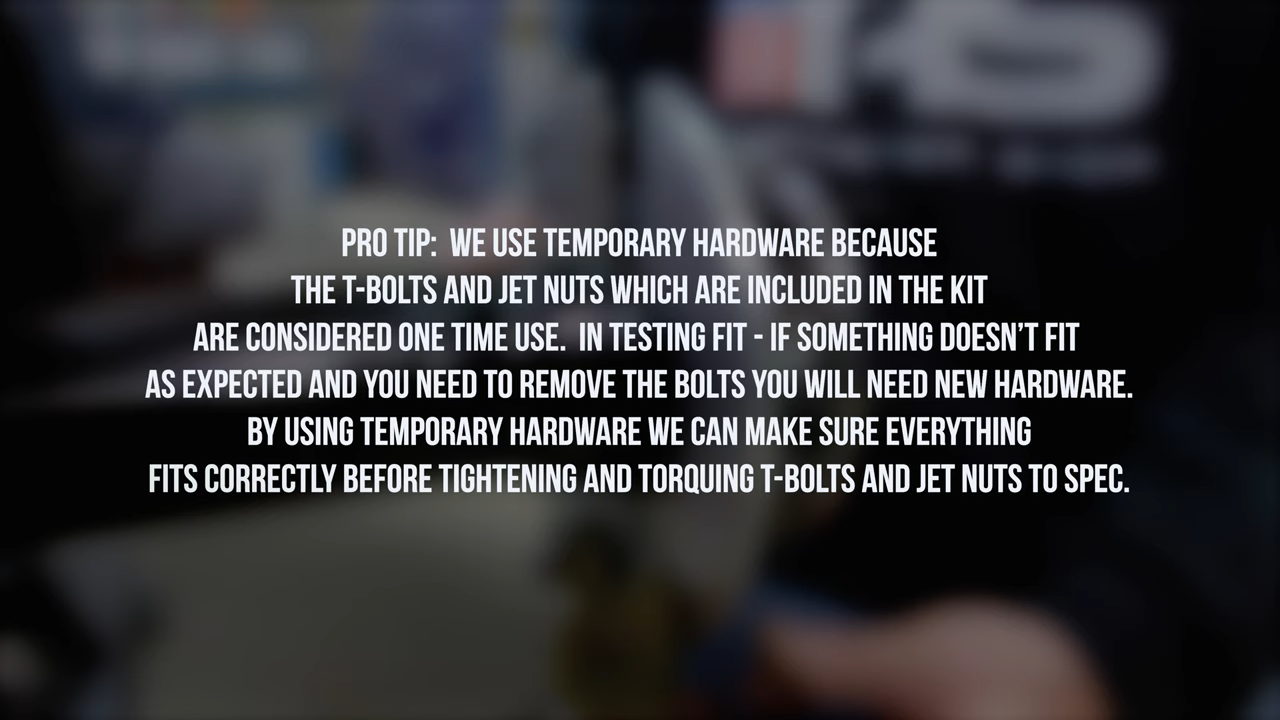 PRO TIP:  WE USE TEMPORARY HARDWARE BECAUSE
THE T-BOLTS AND JET NUTS WHICH ARE INCLUDED IN THE KIT
ARE CONSIDERED ONE TIME USE.  IN TESTING FIT - IF SOMETHING DOESN’T FIT
AS EXPECTED AND YOU NEED TO REMOVE THE BOLTS YOU WILL NEED NEW HARDWARE.
BY USING TEMPORARY HARDWARE WE CAN MAKE SURE EVERYTHING
FITS CORRECTLY BEFORE TIGHTENING AND TORQUING T-BOLTS AND JET NUTS TO SPEC.